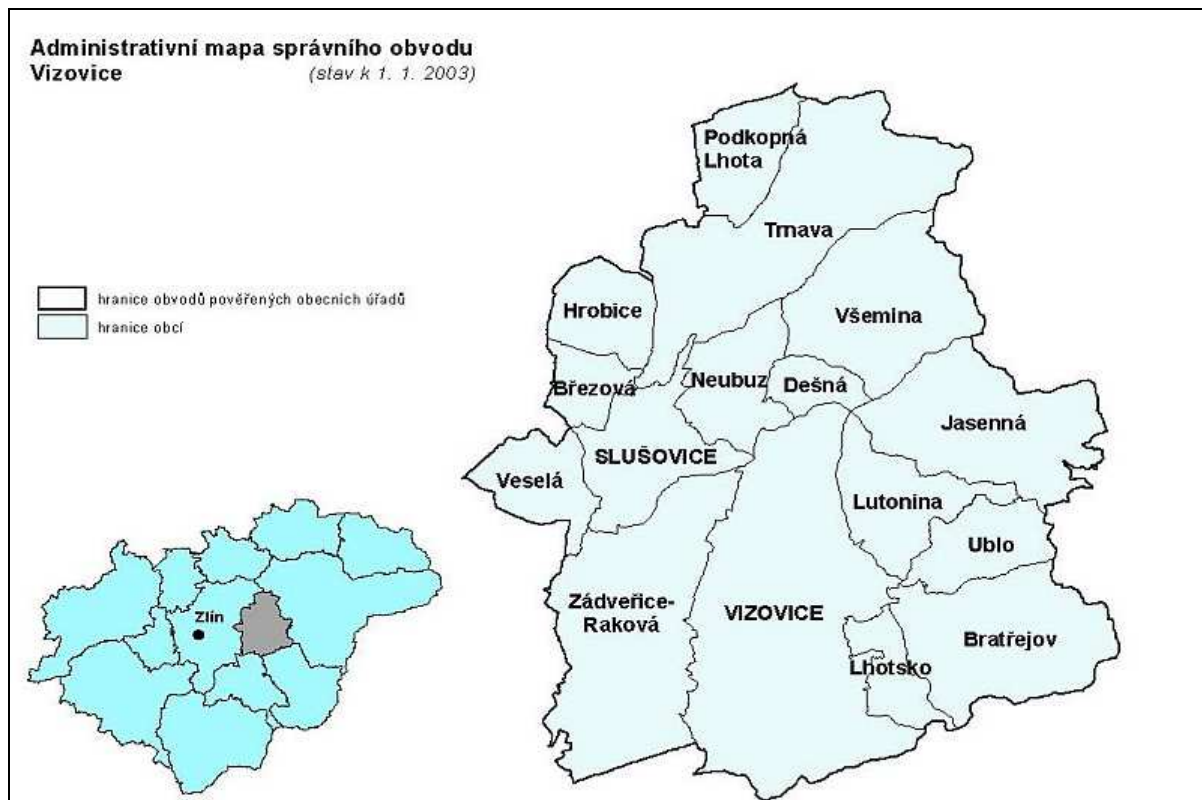 Administrativní mapa správního obvodu
Vizovice (stav k 1. 1. 2003)
Podkopná
Lhota
Trnava
hranice obvodů pověřených obecních úřadů
hranice obcí
Hrobice
Všemina
Březová
Neubuz
Dešná
Jasenná
SLUŠOVICE
Veselá
Lutonina
Ublo
Zádveřice-
Raková
VIZOVICE
Bratřejov
Lhotsko
Zlín